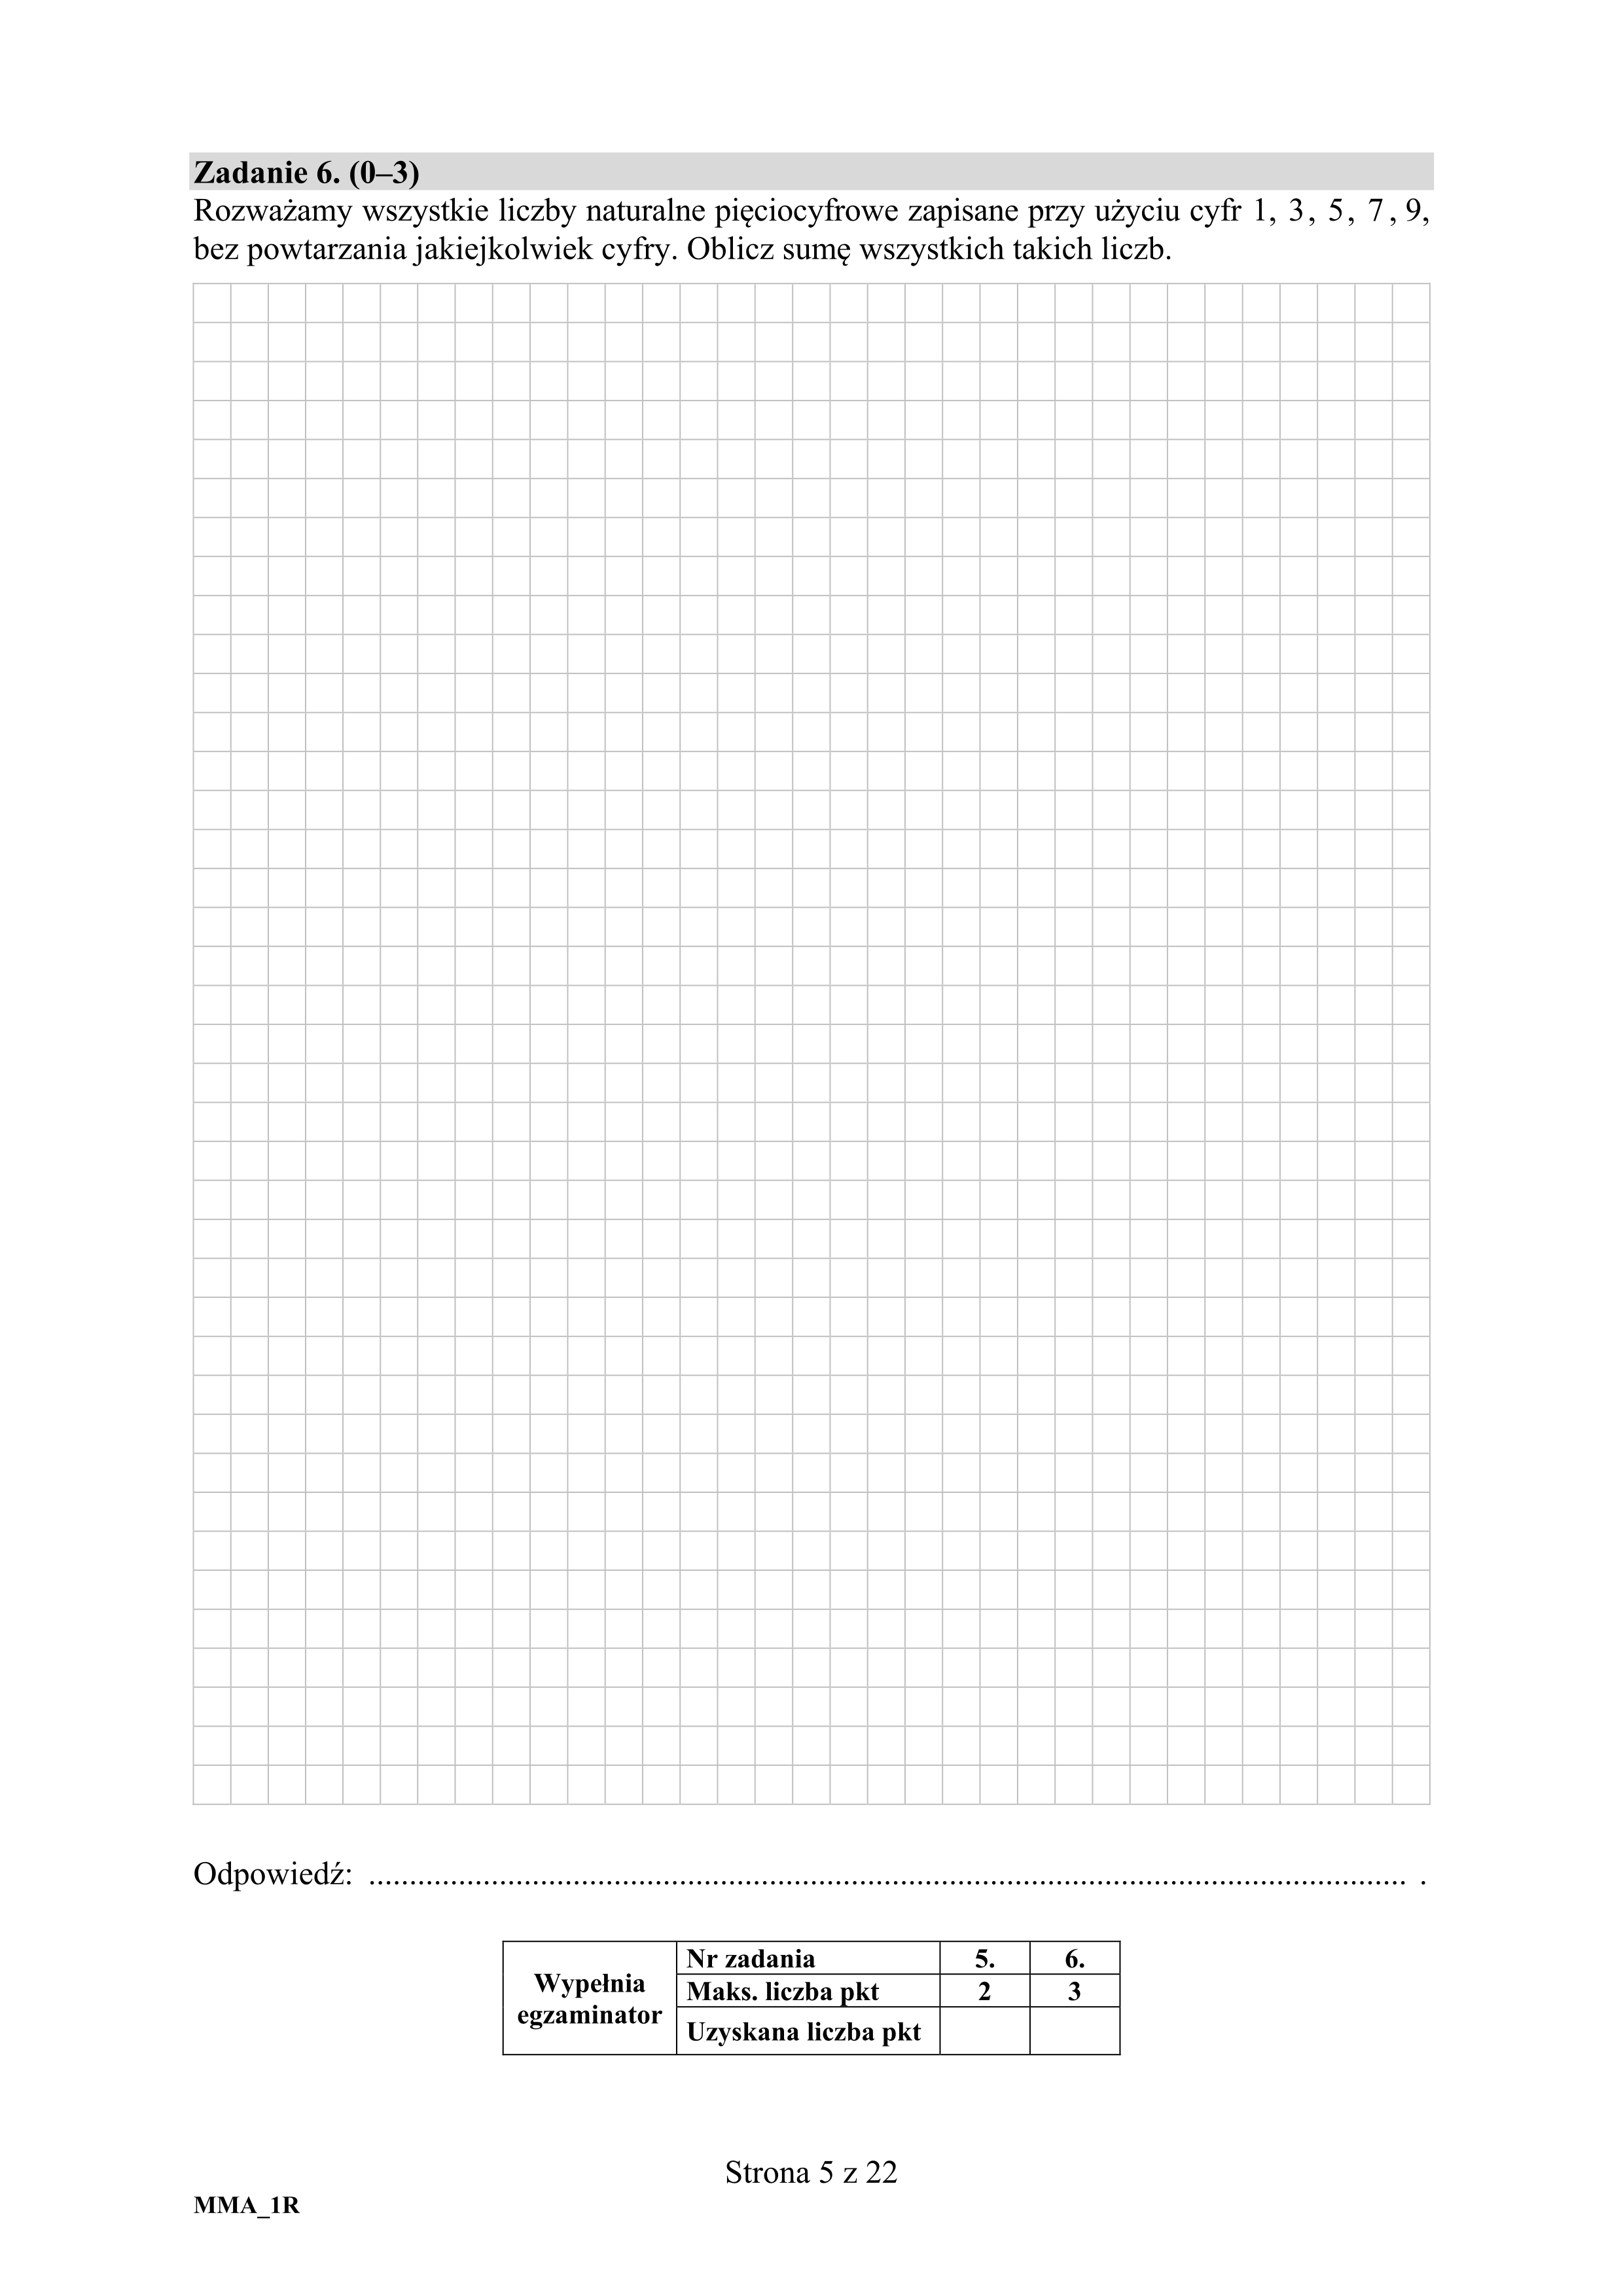 Zadanie 6. (0–3)
Rozważamy wszystkie liczby naturalne pięciocyfrowe zapisane przy użyciu cyfr 1, 3, 5, 7, 9,
bez powtarzania jakiejkolwiek cyfry. Oblicz sumę wszystkich takich liczb.
Odpowiedź: ................................................................................................................................ .
Wypełnia egzaminator
Nr zadania 5. 6.
Maks. liczba pkt 2 3
Uzyskana liczba pkt
Strona 5 z 22
MMA_1R